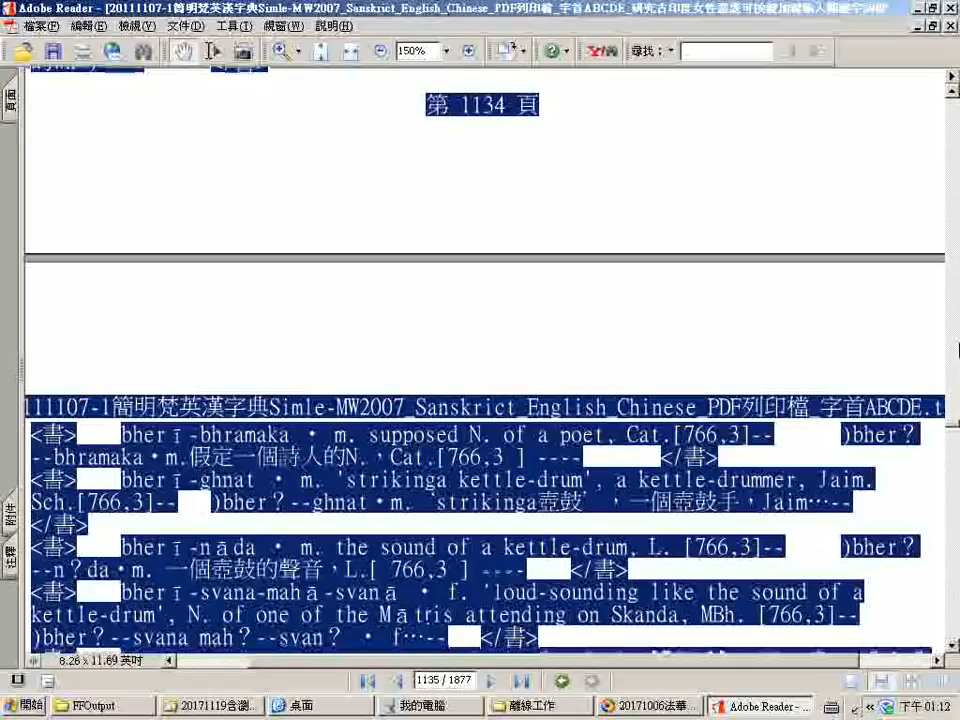 Adobe Reader - [20111107-1簡明梵英漢字典Simle-MW2007_Sanskrict_English_Chinese_PDF列印檔_字首ABCDE_
檔案(F) 編輯(E) 檢視(V) 文件(D) 工具(T) 視窗(W) 說明(H)
150% 尋找:
頁面
第 1134 頁
111107-1簡明梵英漢字典Simle-MW2007_Sanskrict_English_Chinese_PDF列印檔_字首ABCDE.t
<書> bherī-bhramaka • m. supposed N. of a poet, Cat.[766,3]-- )bher?
--bhramaka•m.假定一個詩人的N.,Cat.[766,3 ] ---- </書>
<書> bherī-ghnat • m. 'strikinga kettle-drum', a kettle-drummer, Jaim.
Sch.[766,3]-- )bher?--ghnat•m. ‵strikinga壺鼓′,一個壺鼓手,Jaim…--
</書>
附件
<書> bherī-nāda • m. the sound of a kettle-drum, L. [766,3]-- )bher?
注釋
--n?da•m. 一個壺鼓的聲音,L.[ 766,3 ] ---- </書>
<書> bherī-svana-mahā-svanā • f. 'loud-sounding like the sound of a
kettle-drum', N. of one of the Mātṛis attending on Skanda, MBh. [766,3]--
)bher?--svana mah?--svan? • f…-- </書>
8.26 x 11.69 英吋
1135 / 1877
開始 FFOutput 20171119含瀏... 桌面 我的電腦 離線工作 20171006法華... Adobe Reader - ... 下午 01:12